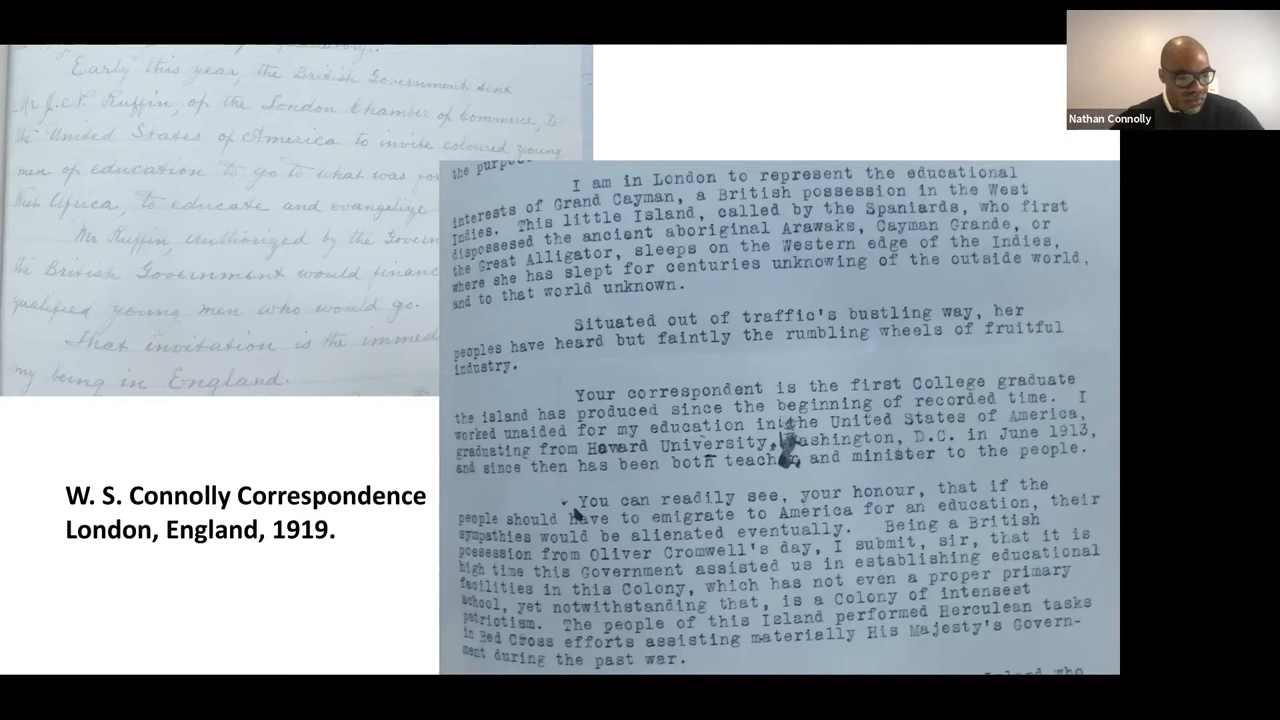 Early this year, the British Government sent
Mr J.C.V. Ruffin, of the London Chamber of Commerce, to
the United States of America to invite coloured young
men of education to go to what was
Africa, to educate and evangelize
Mr Ruffin, authorized by the
the British Government would
qualified young men who would go.
That invitation is the
my being in England.
the
I am in London to represent the educational
interests of Grand Cayman, a British possession in the West
Indies. This little Island, called by the Spaniards, who first
dispossesed the ancient aboriginal Arawaks, Cayman Grande, or
the Great Alligator, sleeps on the Western edge of the Indies,
where she has slept for centuries unknowing of the outside world,
and to that world unknown.
Situated out of traffic's bustling way, her
peoples have heard but faintly the rumbling wheels of fruitful
industry.
Your correspondent is the first College graduate
the island has produced since the beginning of recorded time. I
worked unaided for my education in the United States of America,
graduating from Howard University, Washington, D.C. in June 1913,
and since then has been both teacher and minister to the people.
You can readily see, your honour, that if the
people should have to emigrate to America for an education, their
sympathies would be alienated eventually. Being a British
possession from Oliver Cromwell's day, I submit, sir, that it is
high time this Government assisted us in establishing educational
facilities in this Colony, which has not even a proper primary
school, yet notwithstanding that, is a Colony of intensest
patriotism. The people of this Island performed Herculean tasks
in Red Cross efforts assisting materially His Majesty's Govern-
ment during the past war.
who
W. S. Connolly Correspondence
London, England, 1919.
Nathan Connolly